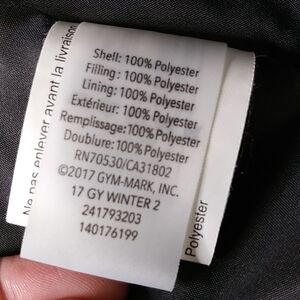 Shell: 100% Polyester
Filling : 100% Polyester
Lining: 100% Polyester
Extérieur: 100% Polyester
Remplissage:100% Polyester
Doublure: 100% Polyester
RN70530/CA31802
©2017 GYM-MARK, INC.
17 GY WINTER 2
241793203
140176199
Ne pas enlever avant la livraison
Polyester